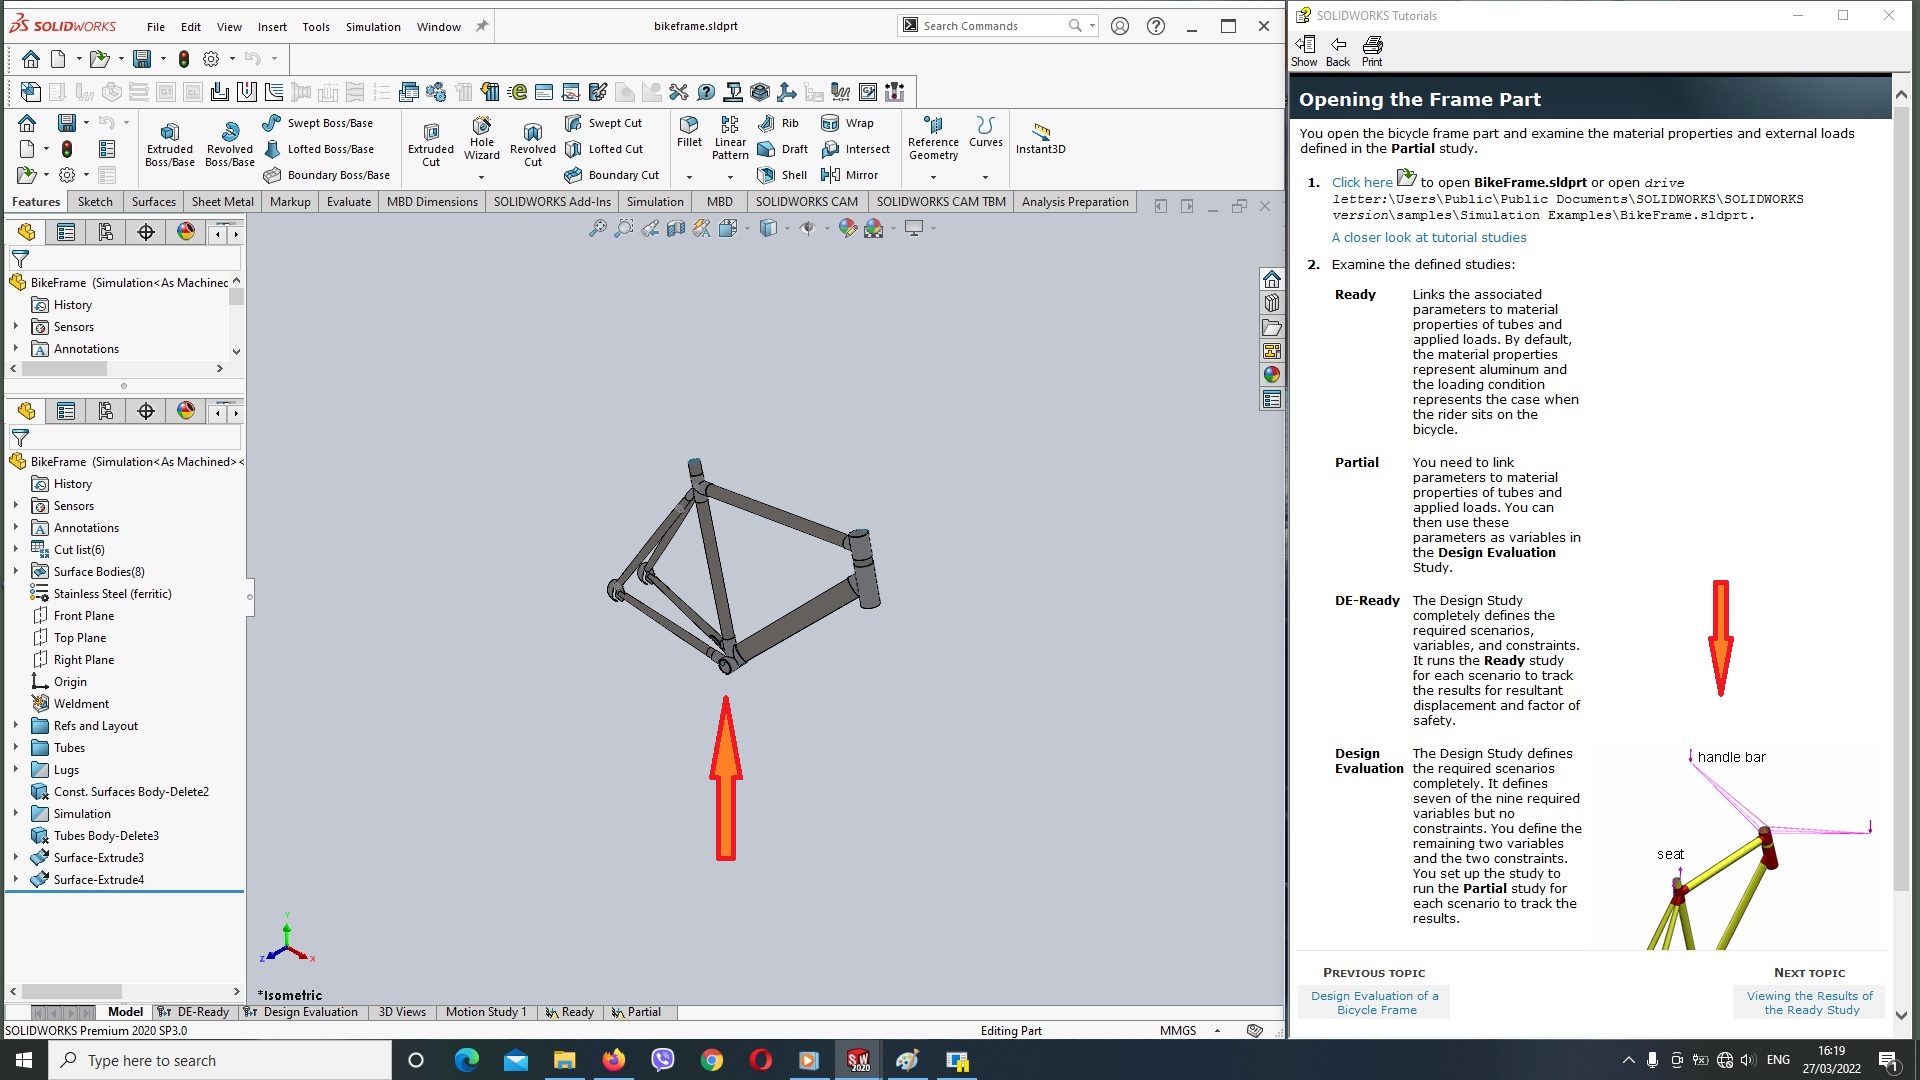 SOLIDWORKS File Edit View Insert Tools Simulation Window
bikeframe.sldprt
Search Commands
Extruded Boss/Base
Revolved Boss/Base
Swept Boss/Base
Lofted Boss/Base
Boundary Boss/Base
Extruded Cut
Hole Wizard
Revolved Cut
Swept Cut
Lofted Cut
Boundary Cut
Fillet
Linear Pattern
Rib
Draft
Shell
Wrap
Intersect
Mirror
Reference Geometry
Curves
Instant3D
Features Sketch Surfaces Sheet Metal Markup Evaluate MBD Dimensions SOLIDWORKS Add-Ins Simulation MBD SOLIDWORKS CAM SOLIDWORKS CAM TBM Analysis Preparation
BikeFrame (Simulation<As Machined
History
Sensors
Annotations
BikeFrame (Simulation<As Machined><
History
Sensors
Annotations
Cut list(6)
Surface Bodies(8)
Stainless Steel (ferritic)
Front Plane
Top Plane
Right Plane
Origin
Weldment
Refs and Layout
Tubes
Lugs
Const. Surfaces Body-Delete2
Simulation
Tubes Body-Delete3
Surface-Extrude3
Surface-Extrude4
Y
Z
X
*Isometric
Model DE-Ready Design Evaluation 3D Views Motion Study 1 Ready Partial
SOLIDWORKS Premium 2020 SP3.0
Editing Part
MMGS
SOLIDWORKS Tutorials
Show Back Print
Opening the Frame Part
You open the bicycle frame part and examine the material properties and external loads
defined in the Partial study.
1. Click here to open BikeFrame.sldprt or open drive
letter:\Users\Public\Public Documents\SOLIDWORKS\SOLIDWORKS
version\samples\Simulation Examples\BikeFrame.sldprt.
A closer look at tutorial studies
2. Examine the defined studies:
Ready
Links the associated
parameters to material
properties of tubes and
applied loads. By default,
the material properties
represent aluminum and
the loading condition
represents the case when
the rider sits on the
bicycle.
Partial
You need to link
parameters to material
properties of tubes and
applied loads. You can
then use these
parameters as variables in
the Design Evaluation
Study.
DE-Ready
The Design Study
completely defines the
required scenarios,
variables, and constraints.
It runs the Ready study
for each scenario to track
the results for resultant
displacement and factor of
safety.
Design
Evaluation
The Design Study defines
the required scenarios
completely. It defines
seven of the nine required
variables but no
constraints. You define the
remaining two variables
and the two constraints.
You set up the study to
run the Partial study for
each scenario to track the
results.
handle bar
seat
PREVIOUS TOPIC
Design Evaluation of a
Bicycle Frame
NEXT TOPIC
Viewing the Results of
the Ready Study
Type here to search
SW
2020
ENG
16:19
27/03/2022
1